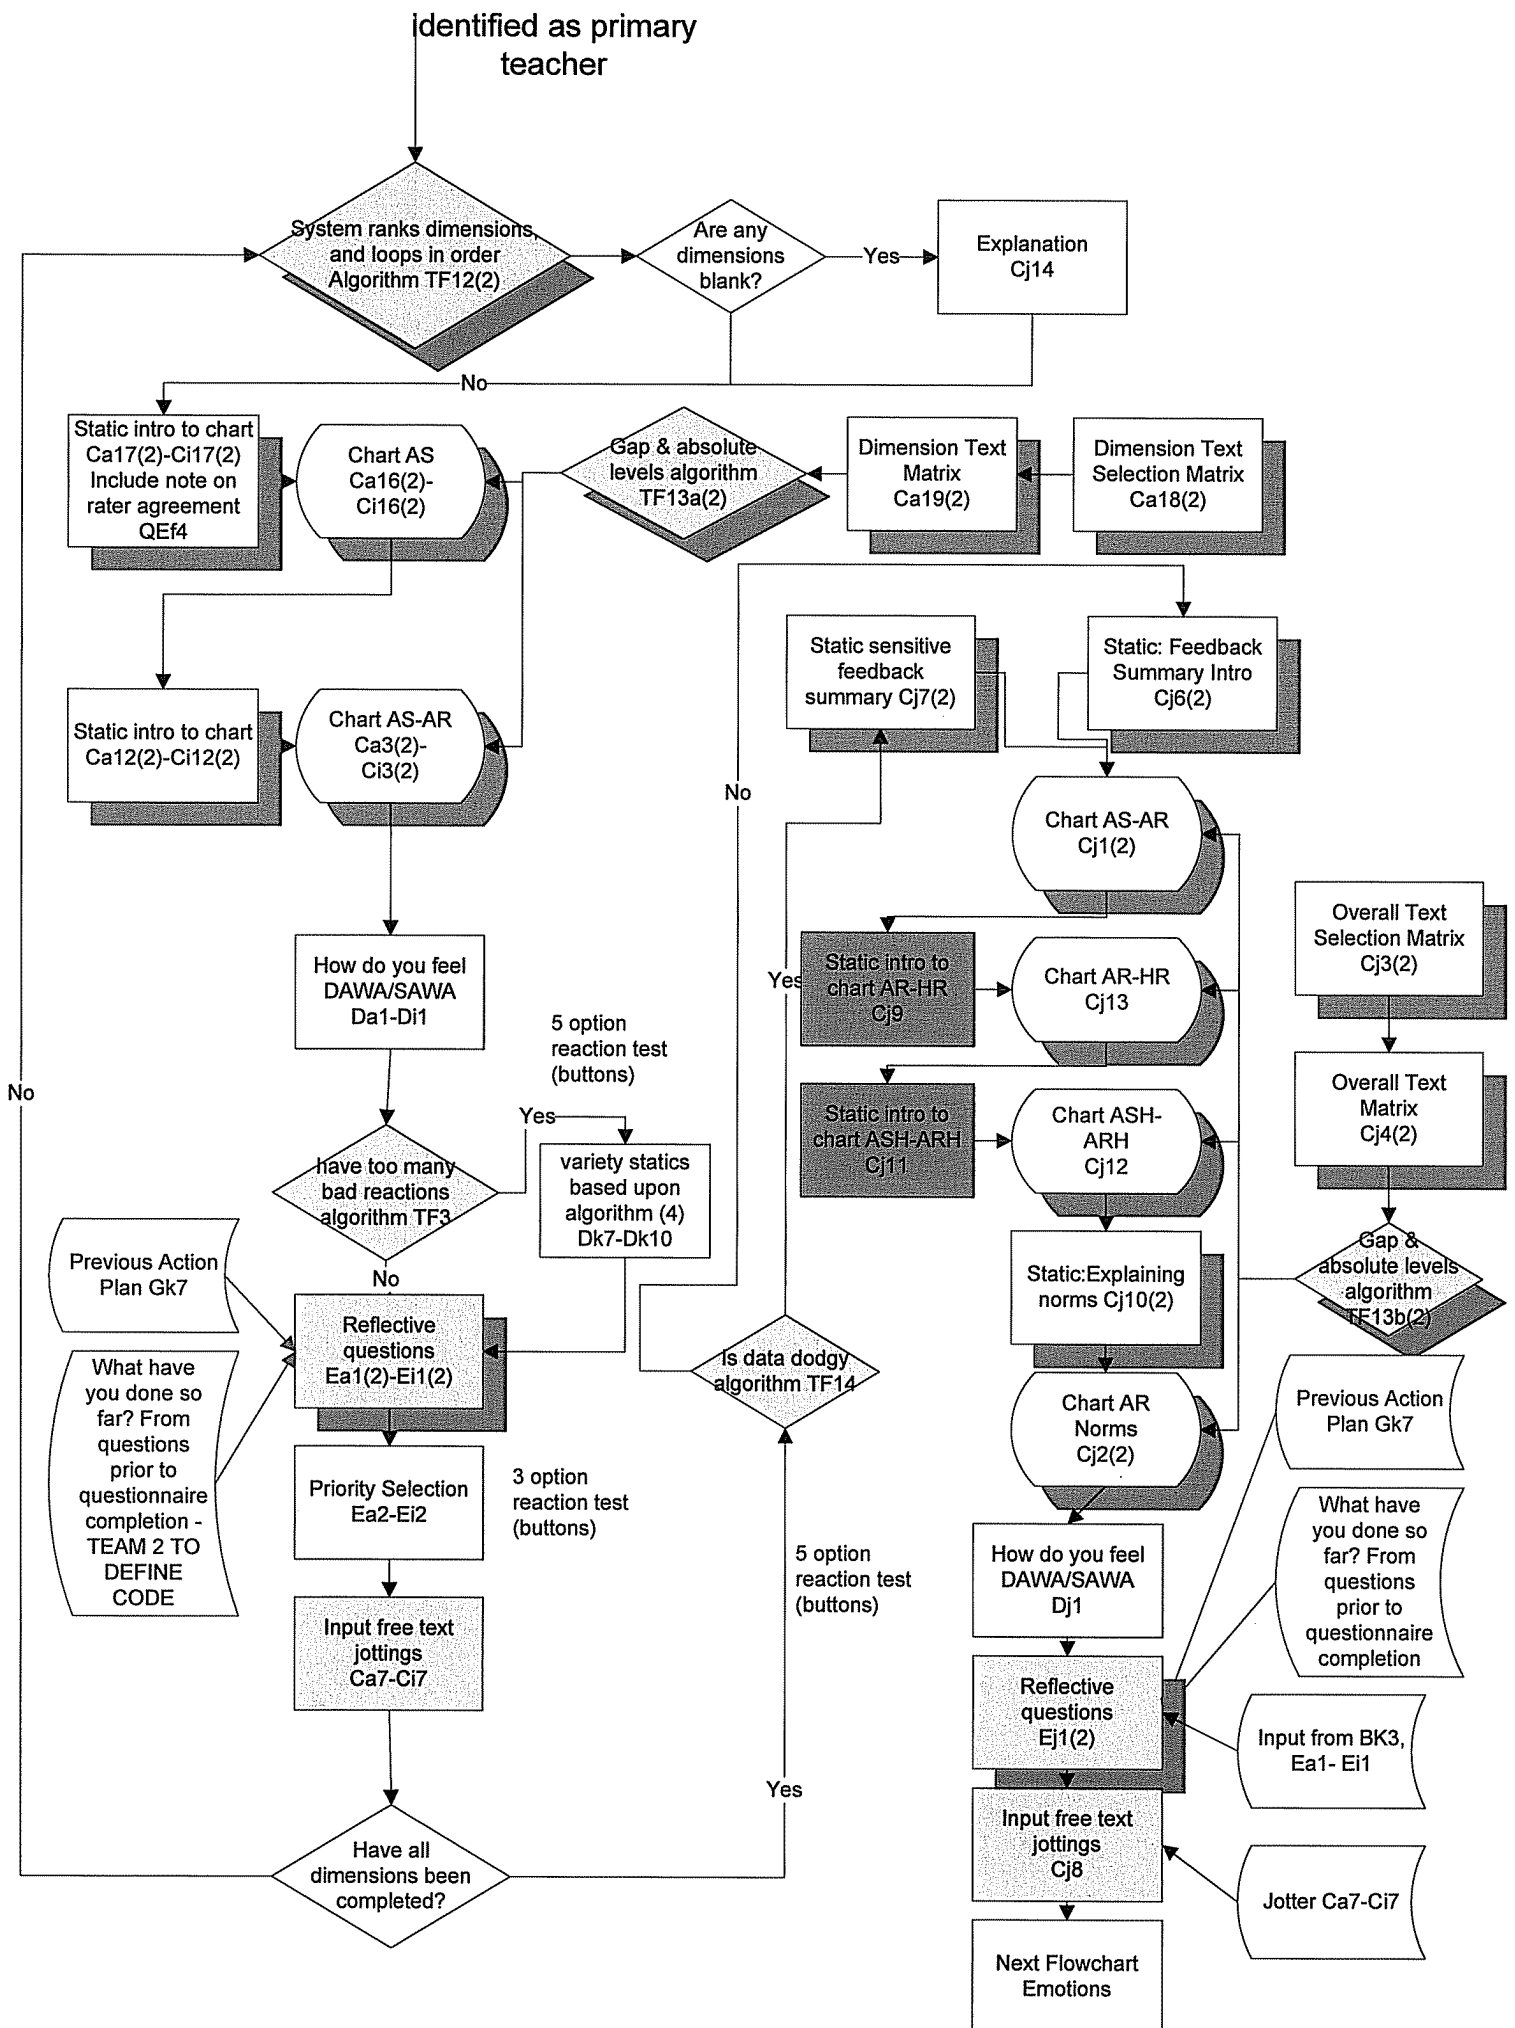 identified as primary
teacher
System ranks dimensions,
and loops in order
Algorithm TF12(2)
Are any
dimensions
blank?
Yes
Explanation
Cj14
No
Static intro to chart
Ca17(2)-Ci17(2)
Include note on
rater agreement
QEf4
Chart AS
Ca16(2)-
Ci16(2)
Gap & absolute
levels algorithm
TF13a(2)
Dimension Text
Matrix
Ca19(2)
Dimension Text
Selection Matrix
Ca18(2)
Static intro to chart
Ca12(2)-Ci12(2)
Chart AS-AR
Ca3(2)-
Ci3(2)
Static sensitive
feedback
summary Cj7(2)
Static: Feedback
Summary Intro
Cj6(2)
No
Chart AS-AR
Cj1(2)
How do you feel
DAWA/SAWA
Da1-Di1
5 option
reaction test
(buttons)
Yes
Static intro to
chart AR-HR
Cj9
Chart AR-HR
Cj13
Overall Text
Selection Matrix
Cj3(2)
No
have too many
bad reactions
algorithm TF3
Yes
variety statics
based upon
algorithm (4)
Dk7-Dk10
Static intro to
chart ASH-ARH
Cj11
Chart ASH-
ARH
Cj12
Overall Text
Matrix
Cj4(2)
Previous Action
Plan Gk7
No
Reflective
questions
Ea1(2)-Ei1(2)
Is data dodgy
algorithm TF14
Static:Explaining
norms Cj10(2)
Gap &
absolute levels
algorithm
TF13b(2)
What have
you done so
far? From
questions
prior to
questionnaire
completion -
TEAM 2 TO
DEFINE
CODE
Priority Selection
Ea2-Ei2
3 option
reaction test
(buttons)
Chart AR
Norms
Cj2(2)
Previous Action
Plan Gk7
Input free text
jottings
Ca7-Ci7
5 option
reaction test
(buttons)
How do you feel
DAWA/SAWA
Dj1
What have
you done so
far? From
questions
prior to
questionnaire
completion
Yes
Reflective
questions
Ej1(2)
Input from BK3,
Ea1- Ei1
Have all
dimensions been
completed?
Input free text
jottings
Cj8
Jotter Ca7-Ci7
Next Flowchart
Emotions